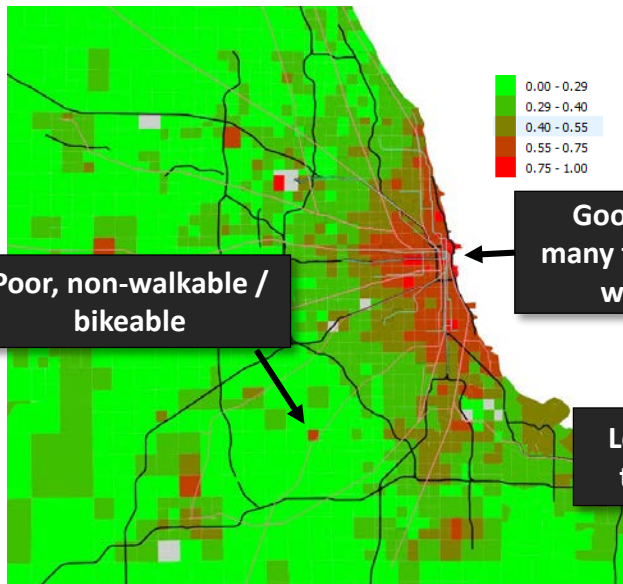 0.00 - 0.29
0.29 - 0.40
0.40 - 0.55
0.55 - 0.75
0.75 - 1.00
Goo
many
Poor, non-walkable /
bikeable